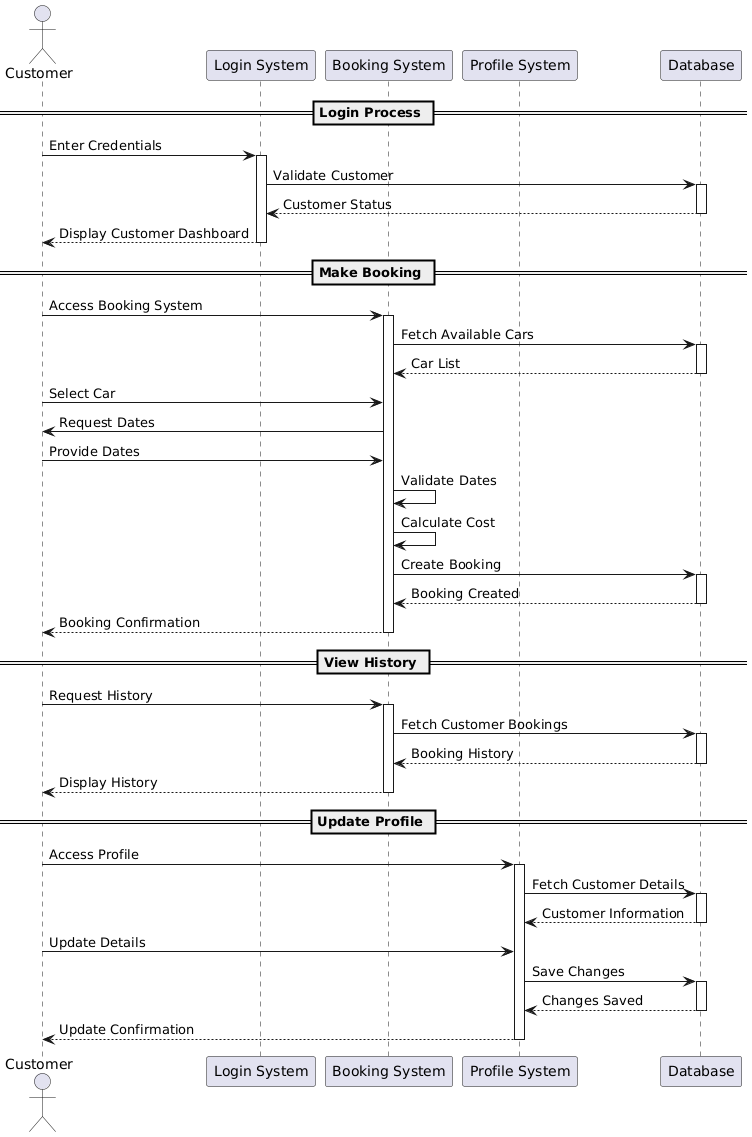 Customer
Login System
Booking System
Profile System
Database
Login Process
Enter Credentials
Validate Customer
Customer Status
Display Customer Dashboard
Make Booking
Access Booking System
Fetch Available Cars
Car List
Select Car
Request Dates
Provide Dates
Validate Dates
Calculate Cost
Create Booking
Booking Created
Booking Confirmation
View History
Request History
Fetch Customer Bookings
Booking History
Display History
Update Profile
Access Profile
Fetch Customer Details
Customer Information
Update Details
Save Changes
Changes Saved
Update Confirmation
Customer
Login System
Booking System
Profile System
Database